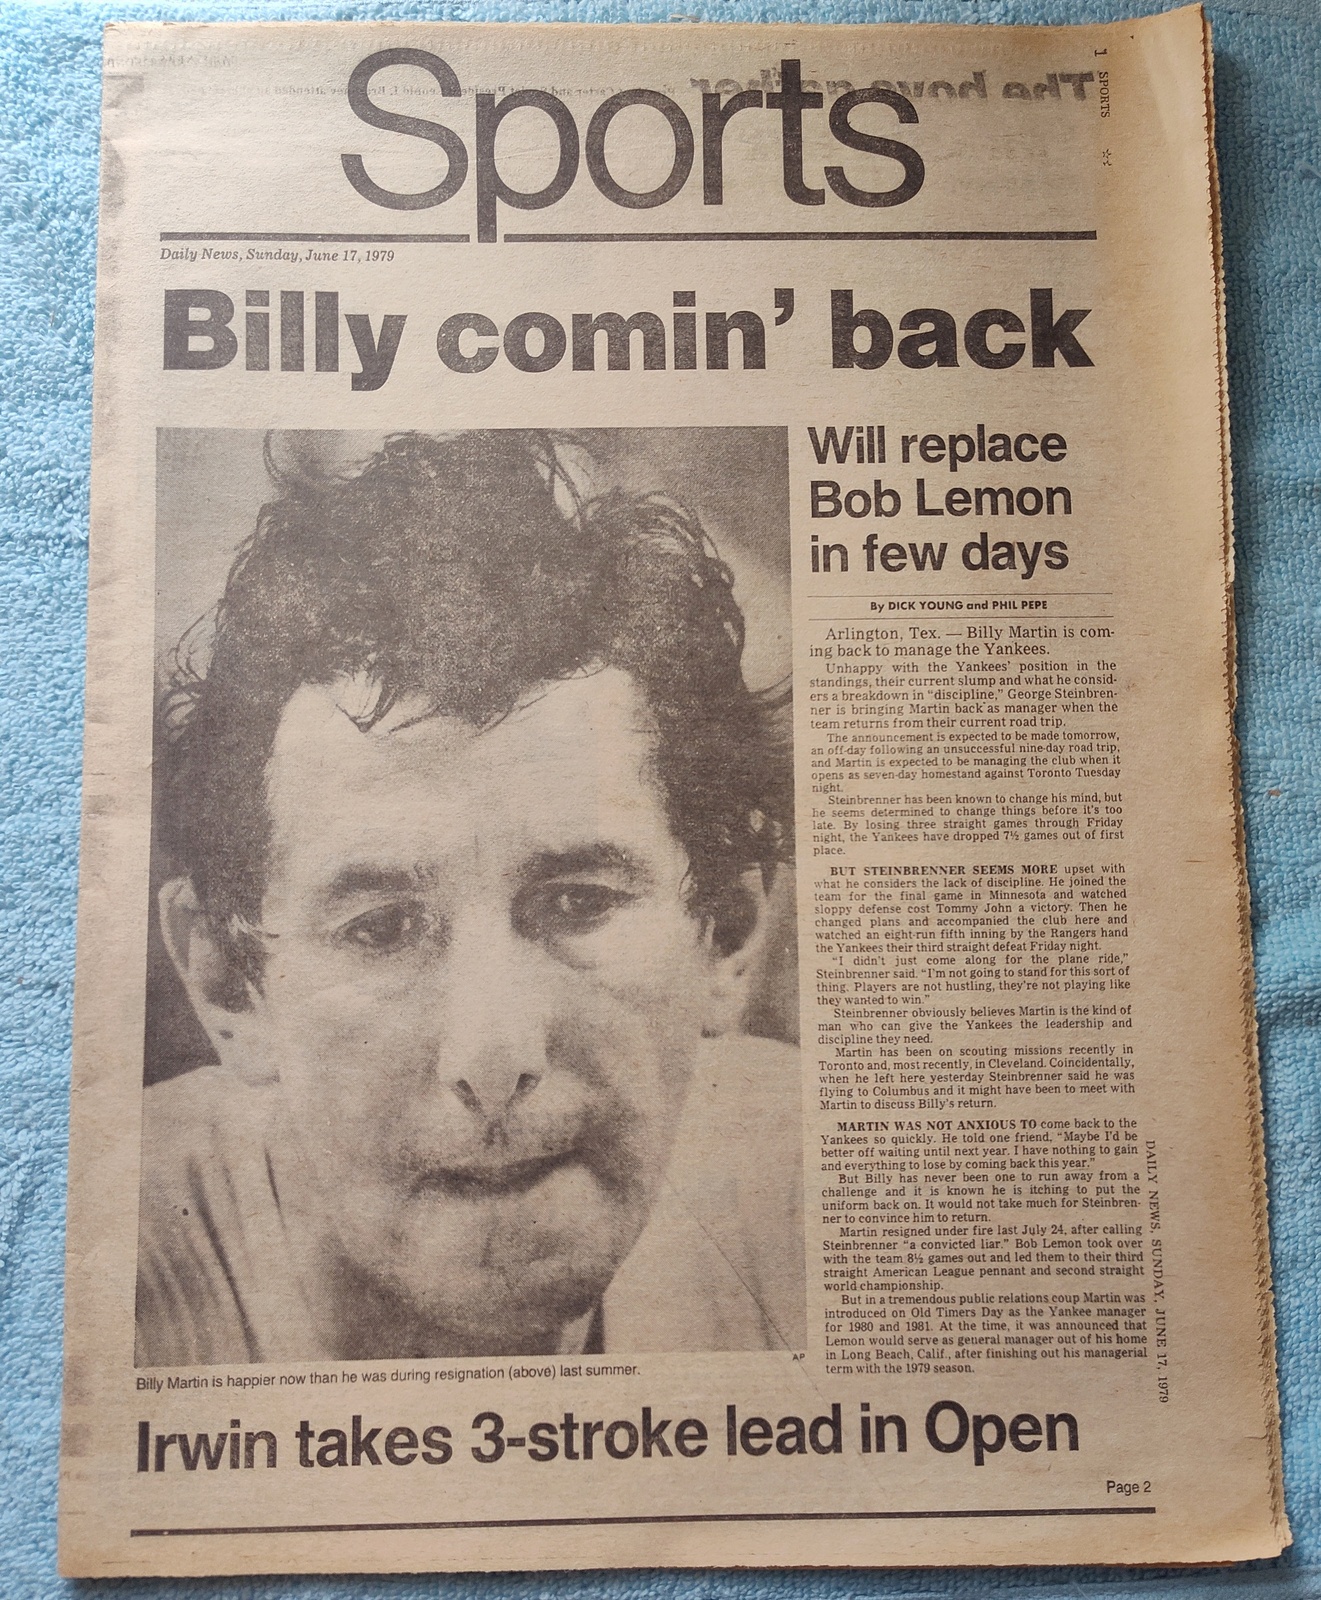 Sports
1 SPORTS
Daily News, Sunday, June 17, 1979
Billy comin' back
Will replace
Bob Lemon
in few days
By DICK YOUNG and PHIL PEPE
Arlington, Tex. — Billy Martin is com-
ing back to manage the Yankees.
Unhappy with the Yankees' position in the
standings, their current slump and what he consid-
ers a breakdown in "discipline," George Steinbren-
ner is bringing Martin back as manager when the
team returns from their current road trip.
The announcement is expected to be made tomorrow,
an off-day following an unsuccessful nine-day road trip,
and Martin is expected to be managing the club when it
opens as seven-day homestand against Toronto Tuesday
night.
Steinbrenner has been known to change his mind, but
he seems determined to change things before it's too
late. By losing three straight games through Friday
night, the Yankees have dropped 7½ games out of first
place.
BUT STEINBRENNER SEEMS MORE upset with
what he considers the lack of discipline. He joined the
team for the final game in Minnesota and watched
sloppy defense cost Tommy John a victory. Then he
changed plans and accompanied the club here and
watched an eight-run fifth inning by the Rangers hand
the Yankees their third straight defeat Friday night.
"I didn't just come along for the plane ride,"
Steinbrenner said. "I'm not going to stand for this sort of
thing. Players are not hustling, they're not playing like
they wanted to win."
Steinbrenner obviously believes Martin is the kind of
man who can give the Yankees the leadership and
discipline they need.
Martin has been on scouting missions recently in
Toronto and, most recently, in Cleveland. Coincidentally,
when he left here yesterday Steinbrenner said he was
flying to Columbus and it might have been to meet with
Martin to discuss Billy's return.
MARTIN WAS NOT ANXIOUS TO come back to the
Yankees so quickly. He told one friend, "Maybe I'd be
better off waiting until next year. I have nothing to gain
and everything to lose by coming back this year."
But Billy has never been one to run away from a
challenge and it is known he is itching to put the
uniform back on. It would not take much for Steinbren-
ner to convince him to return.
Martin resigned under fire last July 24, after calling
Steinbrenner "a convicted liar." Bob Lemon took over
with the team 8½ games out and led them to their third
straight American League pennant and second straight
world championship.
But in a tremendous public relations coup Martin was
introduced on Old Timers Day as the Yankee manager
for 1980 and 1981. At the time, it was announced that
Lemon would serve as general manager out of his home
in Long Beach, Calif., after finishing out his managerial
term with the 1979 season.
DAILY NEWS, SUNDAY, JUNE 17, 1979
AP
Billy Martin is happier now than he was during resignation (above) last summer.
Irwin takes 3-stroke lead in Open
Page 2